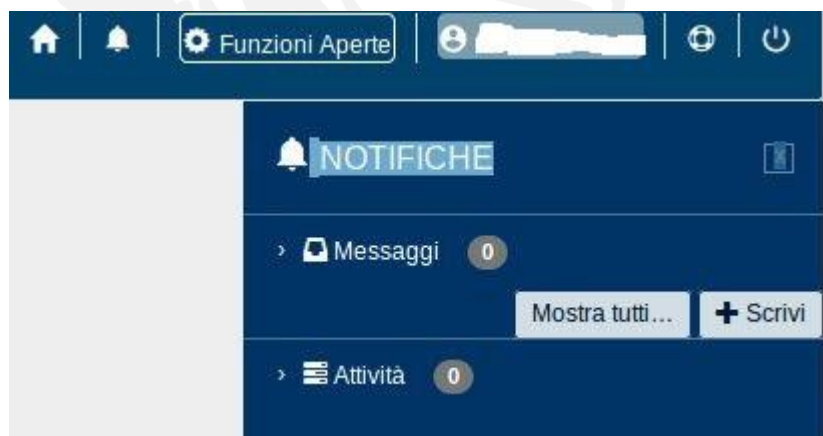 Funzioni Aperte
NOTIFICHE
Messaggi 0
Mostra tutti... Scrivi
Attività 0